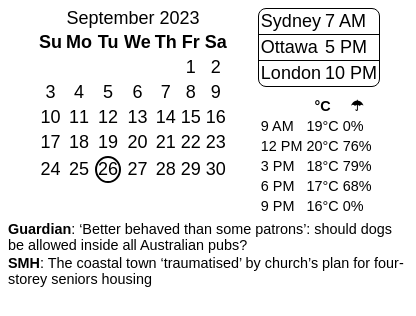 September 2023
Su Mo Tu We Th Fr Sa
1 2
3 4 5 6 7 8 9
10 11 12 13 14 15 16
17 18 19 20 21 22 23
24 25 26 27 28 29 30
Sydney 7 AM
Ottawa 5 PM
London 10 PM
°C ☂
9 AM 19°C 0%
12 PM 20°C 76%
3 PM 18°C 79%
6 PM 17°C 68%
9 PM 16°C 0%
Guardian: ‘Better behaved than some patrons’: should dogs
be allowed inside all Australian pubs?
SMH: The coastal town ‘traumatised’ by church’s plan for four-
storey seniors housing